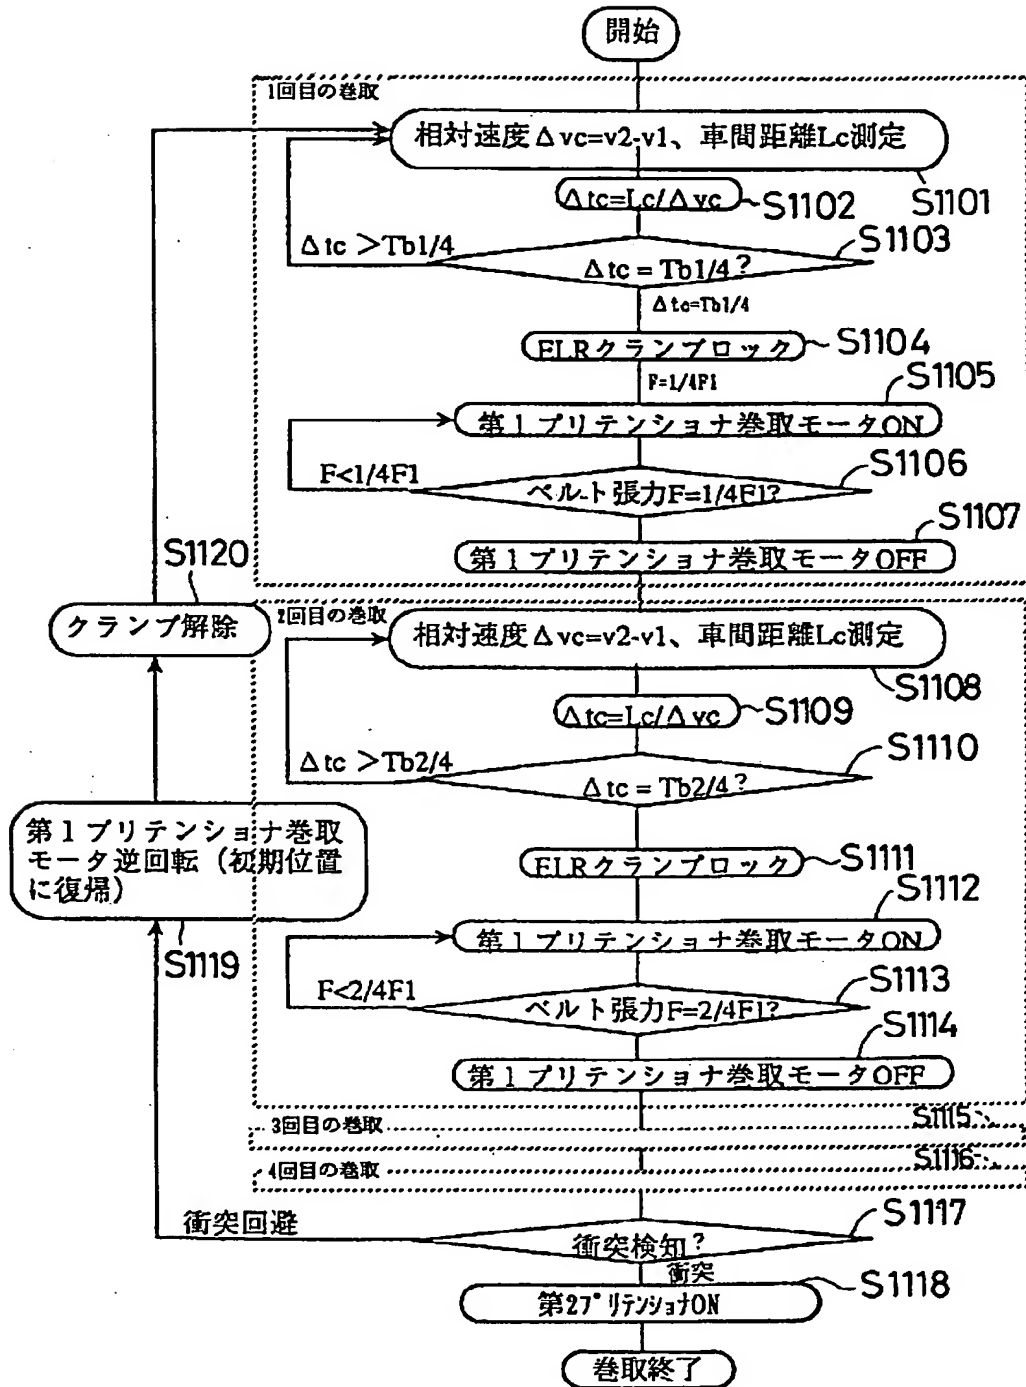 開始
1回目の巻取
相対速度Δvc=v2-v1、車間距離Lc測定
S1101
Δtc=Lc/Δvc
S1102
S1103
Δtc＞Tb1/4
Δtc = Tb1/4?
Δtc=Tb1/4
ELRクランプロック
S1104
F=1/4F1
S1105
第1プリテンショナ巻取モータON
F<1/4F1
S1106
ベルト張力F=1/4F1?
S1107
第1プリテンショナ巻取モータOFF
S1120
クランプ解除
2回目の巻取
相対速度Δvc=v2-v1、車間距離Lc測定
S1108
Δtc=Lc/Δvc
S1109
S1110
Δtc＞Tb2/4
Δtc = Tb2/4?
第1プリテンショナ巻取
モータ逆回転（初期位置
に復帰）
S1119
ELRクランプロック
S1111
S1112
第1プリテンショナ巻取モータON
F<2/4F1
S1113
ベルト張力F=2/4F1?
S1114
第1プリテンショナ巻取モータOFF
S1115
3回目の巻取
S1116
4回目の巻取
衝突回避
S1117
衝突検知?
衝突
S1118
第2ﾌﾟﾘﾃﾝｼｮﾅON
巻取終了